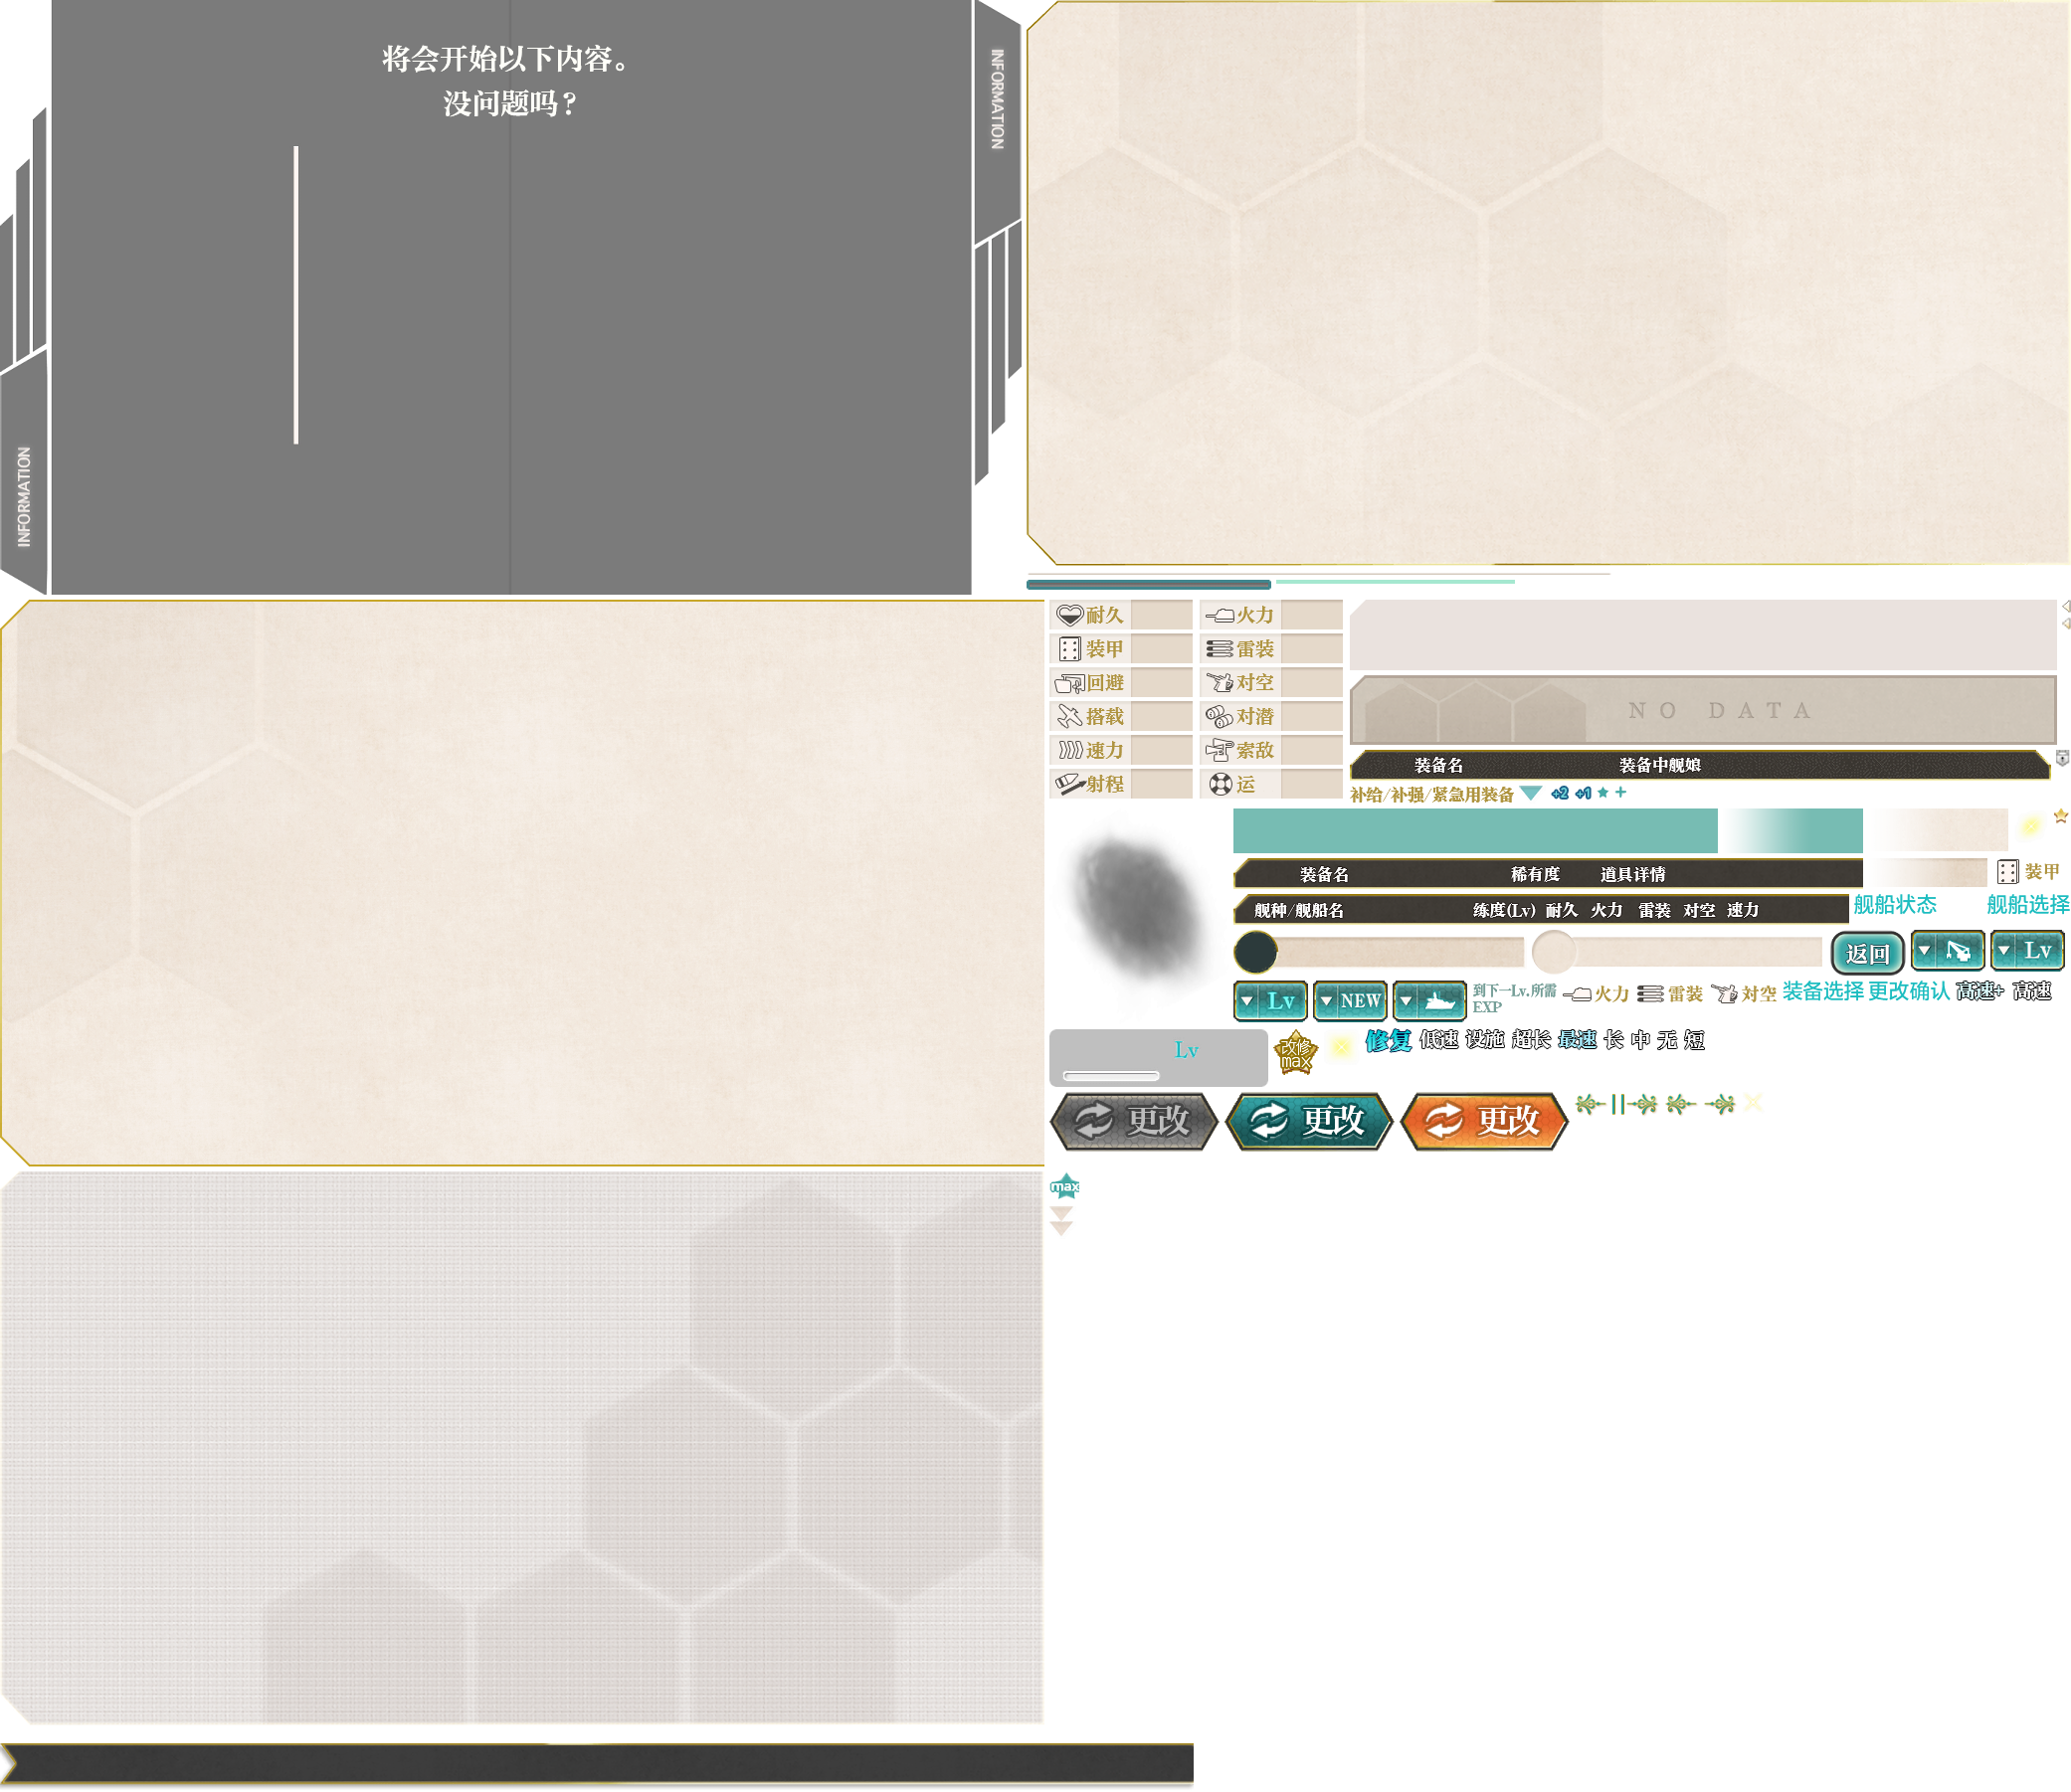 将会开始以下内容。
没问题吗？
INFORMATION
INFORMATION
耐久 火力
装甲 雷装
回避 对空
搭载 对潜
速力 索敌
射程 运
NO DATA
装备名 装备中舰娘
补给/补强/紧急用装备 +2 +1
装备名 稀有度 道具详情
装甲
舰种/舰船名 练度(Lv) 耐久 火力 雷装 对空 速力
舰船状态 舰船选择
返回 Lv
Lv NEW
到下一Lv.所需
EXP
火力 雷装 対空 装备选择 更改确认 高速+ 高速
Lv
改修
max
修复 低速 设施 超长 最速 长 中 无 短
更改 更改 更改
max